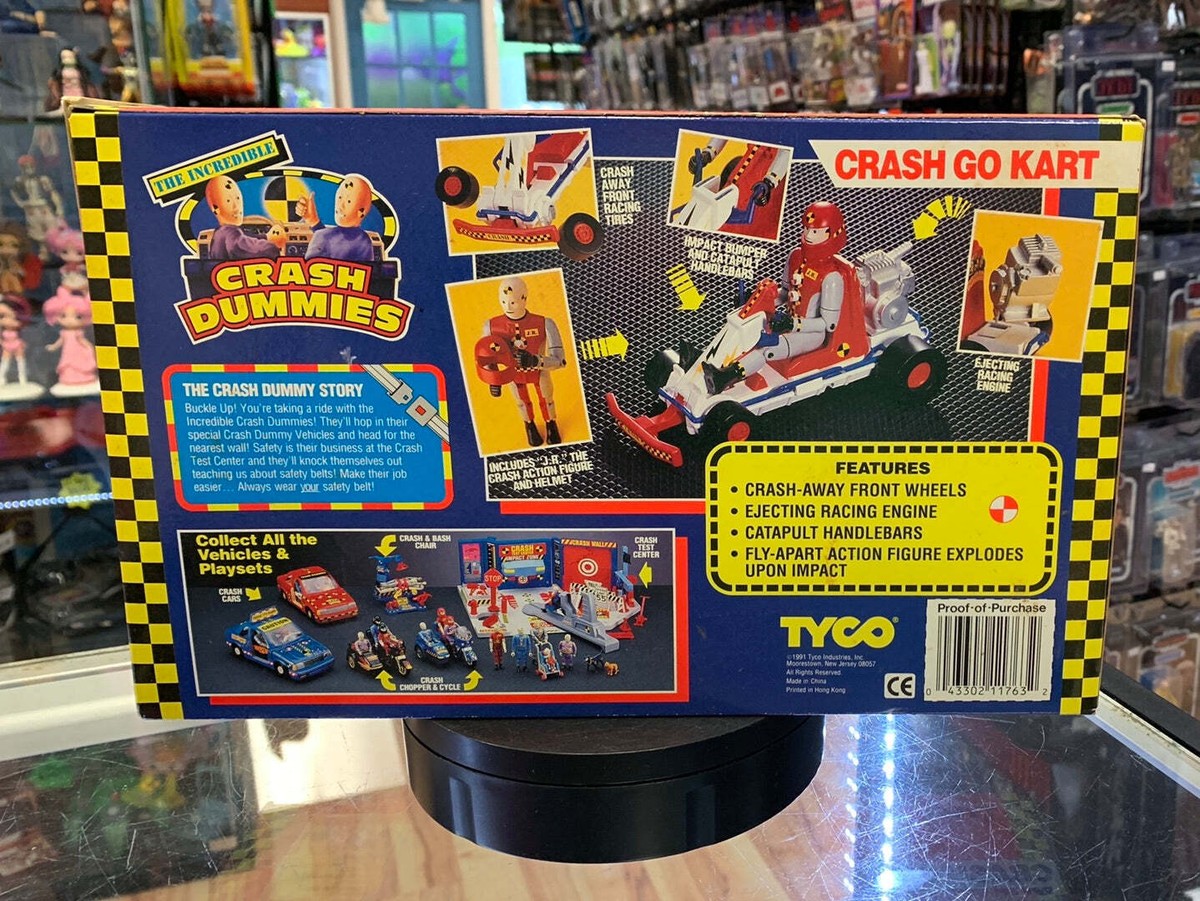 THE INCREDIBLE
CRASH
DUMMIES
CRASH
AWAY
FRONT
RACING
TIRES
IMPACT BUMPER
AND CATAPULT
HANDLEBARS
CRASH GO KART
EJECTING
RACING
ENGINE
INCLUDES "J.R." THE
CRASH ACTION FIGURE
AND HELMET
THE CRASH DUMMY STORY
Buckle Up! You're taking a ride with the
Incredible Crash Dummies! They'll hop in their
special Crash Dummy Vehicles and head for the
nearest wall! Safety is their business at the Crash
Test Center and they'll knock themselves out
teaching us about safety belts! Make their job
easier... Always wear your safety belt!
FEATURES
• CRASH-AWAY FRONT WHEELS
• EJECTING RACING ENGINE
• CATAPULT HANDLEBARS
• FLY-APART ACTION FIGURE EXPLODES
UPON IMPACT
Collect All the
Vehicles &
Playsets
CRASH
CARS
CRASH & BASH
CHAIR
CRASH
TEST
CENTER
CRASH
STOP
CRASH WALL
CRASH
CHOPPER & CYCLE
TYCO®
©1991 Tyco Industries, Inc.
Moorestown, New Jersey 08057
All Rights Reserved
Made in China
Printed in Hong Kong
CE
Proof-of-Purchase
0 43302 11763 2